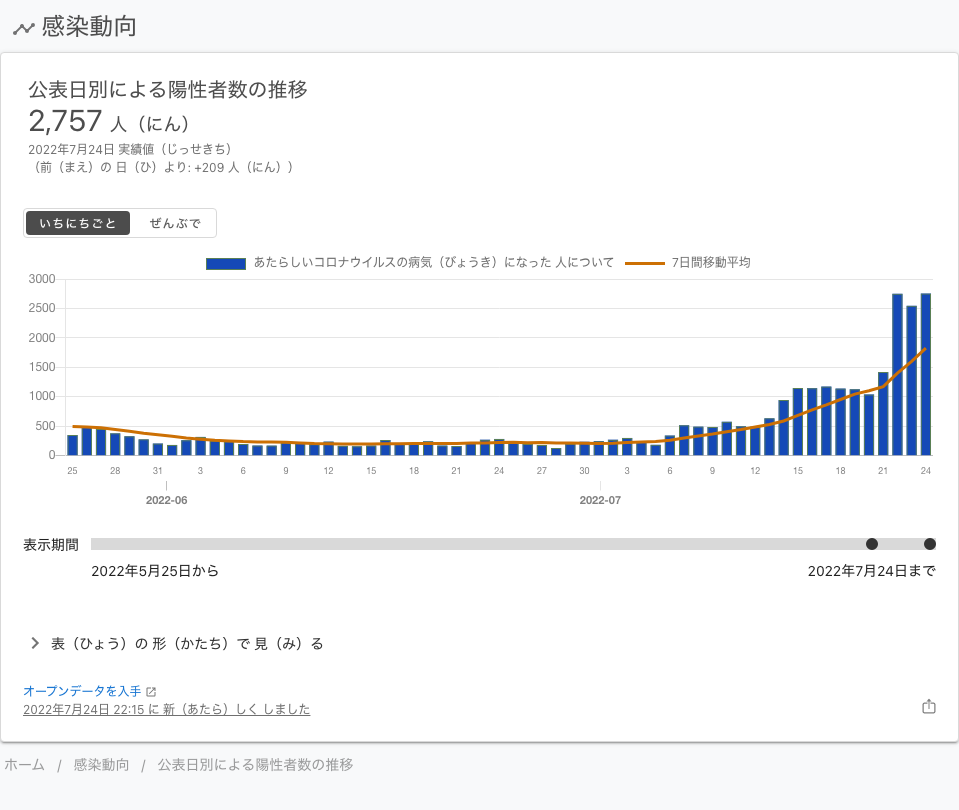 感染動向
公表日別による陽性者数の推移
2,757 人（にん）
2022年7月24日 実績値（じっせきち）
（前（まえ）の 日（ひ）より: +209 人（にん））
いちにちごと ぜんぶで
あたらしいコロナウイルスの病気（びょうき）になった 人について 7日間移動平均
3000
2500
2000
1500
1000
500
0
25 28 31 3 6 9 12 15 18 21 24 27 30 3 6 9 12 15 18 21 24
2022-06 2022-07
表示期間
2022年5月25日から 2022年7月24日まで
表（ひょう）の 形（かたち）で 見（み）る
オープンデータを入手
2022年7月24日 22:15 に 新（あたら）しく しました
ホーム / 感染動向 / 公表日別による陽性者数の推移